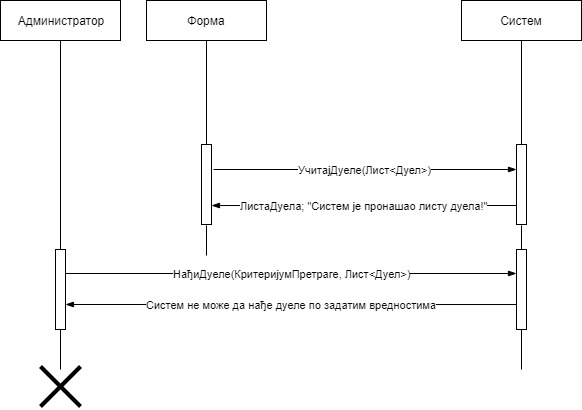 Администратор
Форма
Систем
УчитајДуеле(Лист<Дуел>)
ЛистаДуела; "Систем је пронашао листу дуела!"
НађиДуеле(КритеријумПретраге, Лист<Дуел>)
Систем не може да нађе дуеле по задатим вредностима